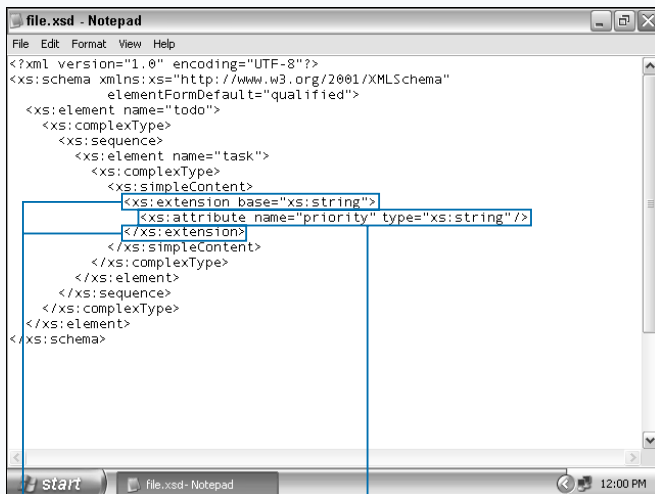 file.xsd - Notepad
File Edit Format View Help
<?xml version="1.0" encoding="UTF-8"?>
<xs:schema xmlns:xs="http://www.w3.org/2001/XMLSchema"
           elementFormDefault="qualified">
  <xs:element name="todo">
    <xs:complexType>
      <xs:sequence>
        <xs:element name="task">
          <xs:complexType>
            <xs:simpleContent>
              <xs:extension base="xs:string">
                <xs:attribute name="priority" type="xs:string"/>
              </xs:extension>
            </xs:simpleContent>
          </xs:complexType>
        </xs:element>
      </xs:sequence>
    </xs:complexType>
  </xs:element>
</xs:schema>
start file.xsd- Notepad 12:00 PM